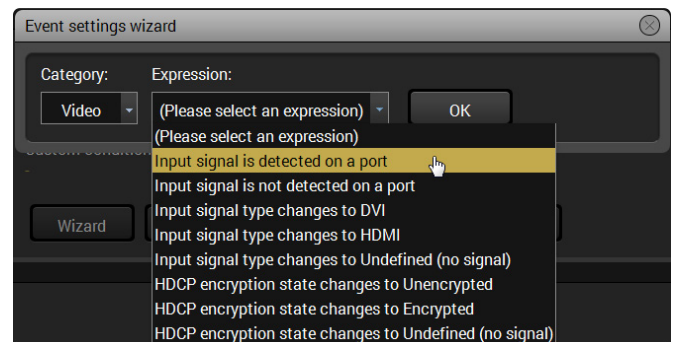 Event settings wizard
Category:
Expression:
Video
(Please select an expression)
OK
(Please select an expression)
Input signal is detected on a port
Input signal is not detected on a port
Input signal type changes to DVI
Wizard
Input signal type changes to HDMI
Input signal type changes to Undefined (no signal)
HDCP encryption state changes to Unencrypted
HDCP encryption state changes to Encrypted
HDCP encryption state changes to Undefined (no signal)